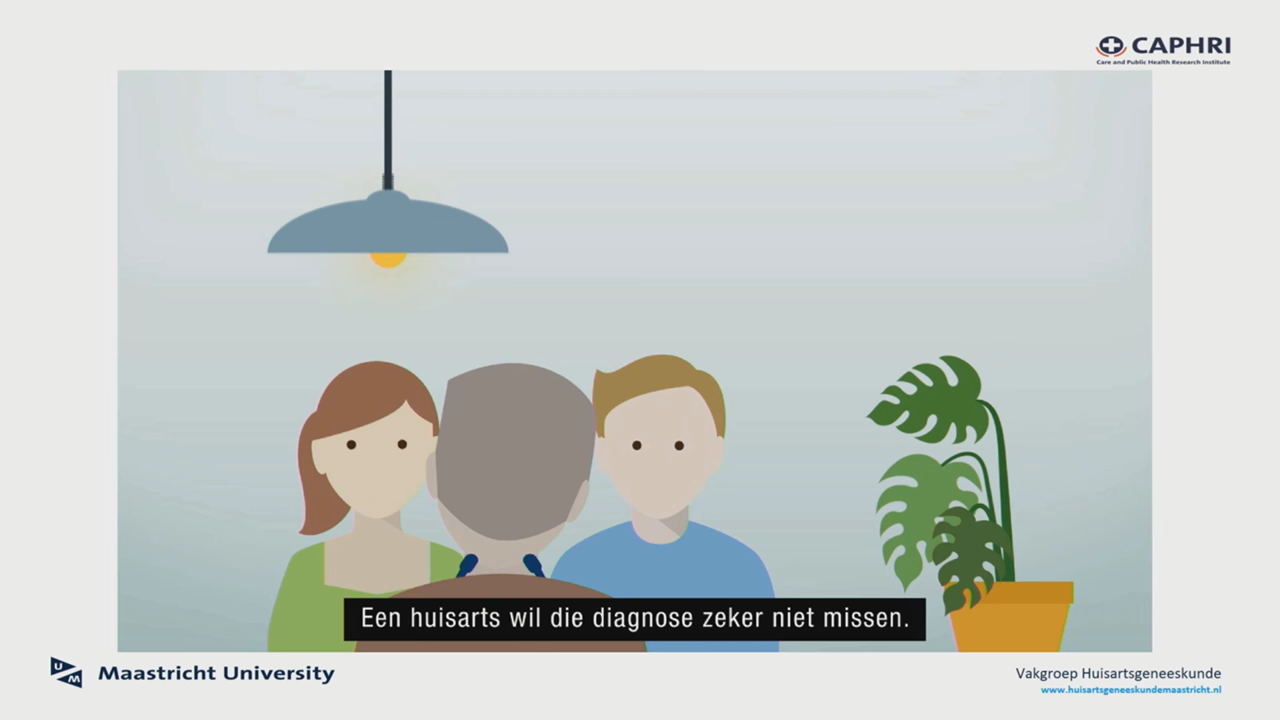 CAPHRI
Care and Public Health Research Institute
Een huisarts wil die diagnose zeker niet missen.
UM Maastricht University
Vakgroep Huisartsgeneeskunde
www.huisartsgeneeskundemaastricht.nl